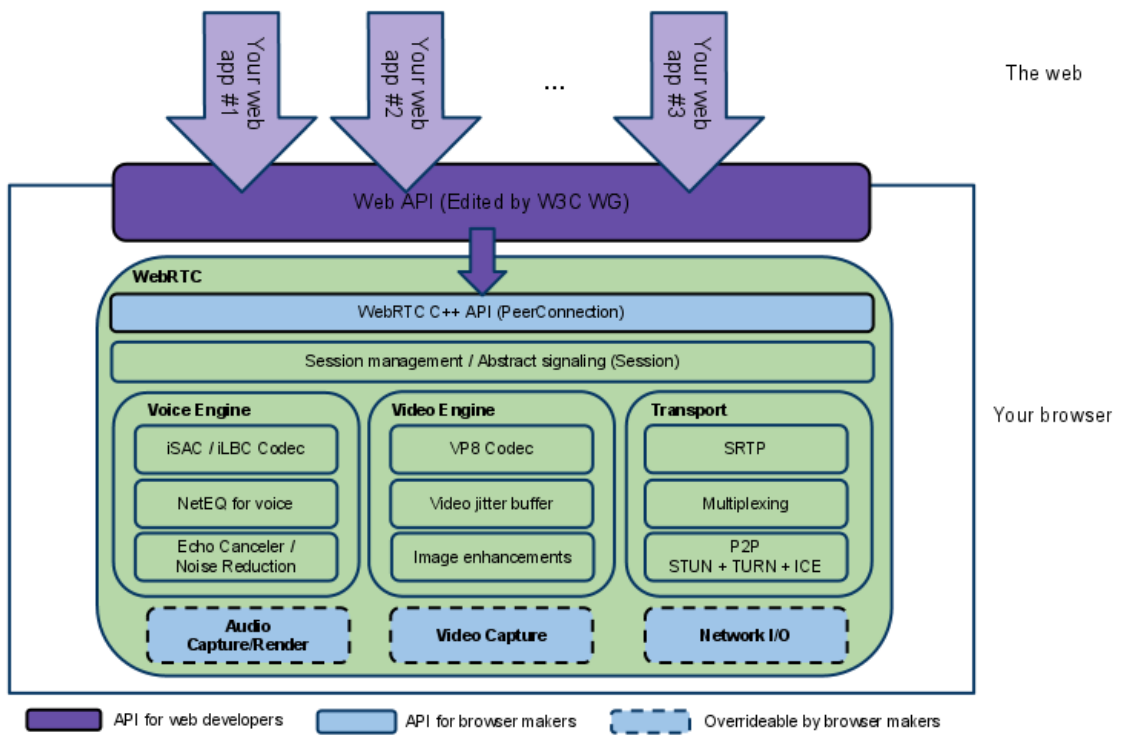 Your web
app #1
Your web
app #2
...
Your web
app #3
The web
Web API (Edited by W3C WG)
WebRTC
WebRTC C++ API (PeerConnection)
Session management / Abstract signaling (Session)
Your browser
Voice Engine
iSAC / iLBC Codec
NetEQ for voice
Echo Canceler /
Noise Reduction
Video Engine
VP8 Codec
Video jitter buffer
Image enhancements
Transport
SRTP
Multiplexing
P2P
STUN + TURN + ICE
Audio
Capture/Render
Video Capture
Network I/O
API for web developers
API for browser makers
Overrideable by browser makers